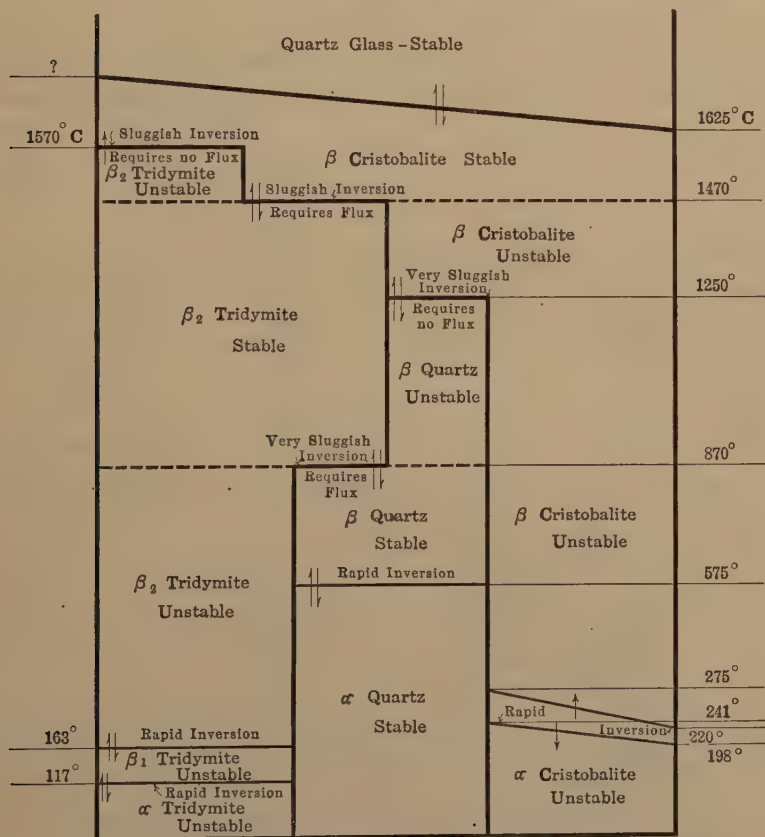 Quartz Glass - Stable
?
1625°C
1570°C
Sluggish Inversion
Requires no Flux
β₂ Tridymite
Unstable
β Cristobalite Stable
1470°
Sluggish Inversion
Requires Flux
β Cristobalite
Unstable
Very Sluggish
Inversion
1250°
Requires
no Flux
β₂ Tridymite
Stable
β Quartz
Unstable
Very Sluggish
Inversion
870°
Requires
Flux
β Quartz
Stable
β Cristobalite
Unstable
Rapid Inversion
575°
β₂ Tridymite
Unstable
275°
α Quartz
Stable
Rapid
Inversion
241°
220°
198°
163°
Rapid Inversion
β₁ Tridymite
Unstable
117°
Rapid Inversion
α Tridymite
Unstable
α Cristobalite
Unstable